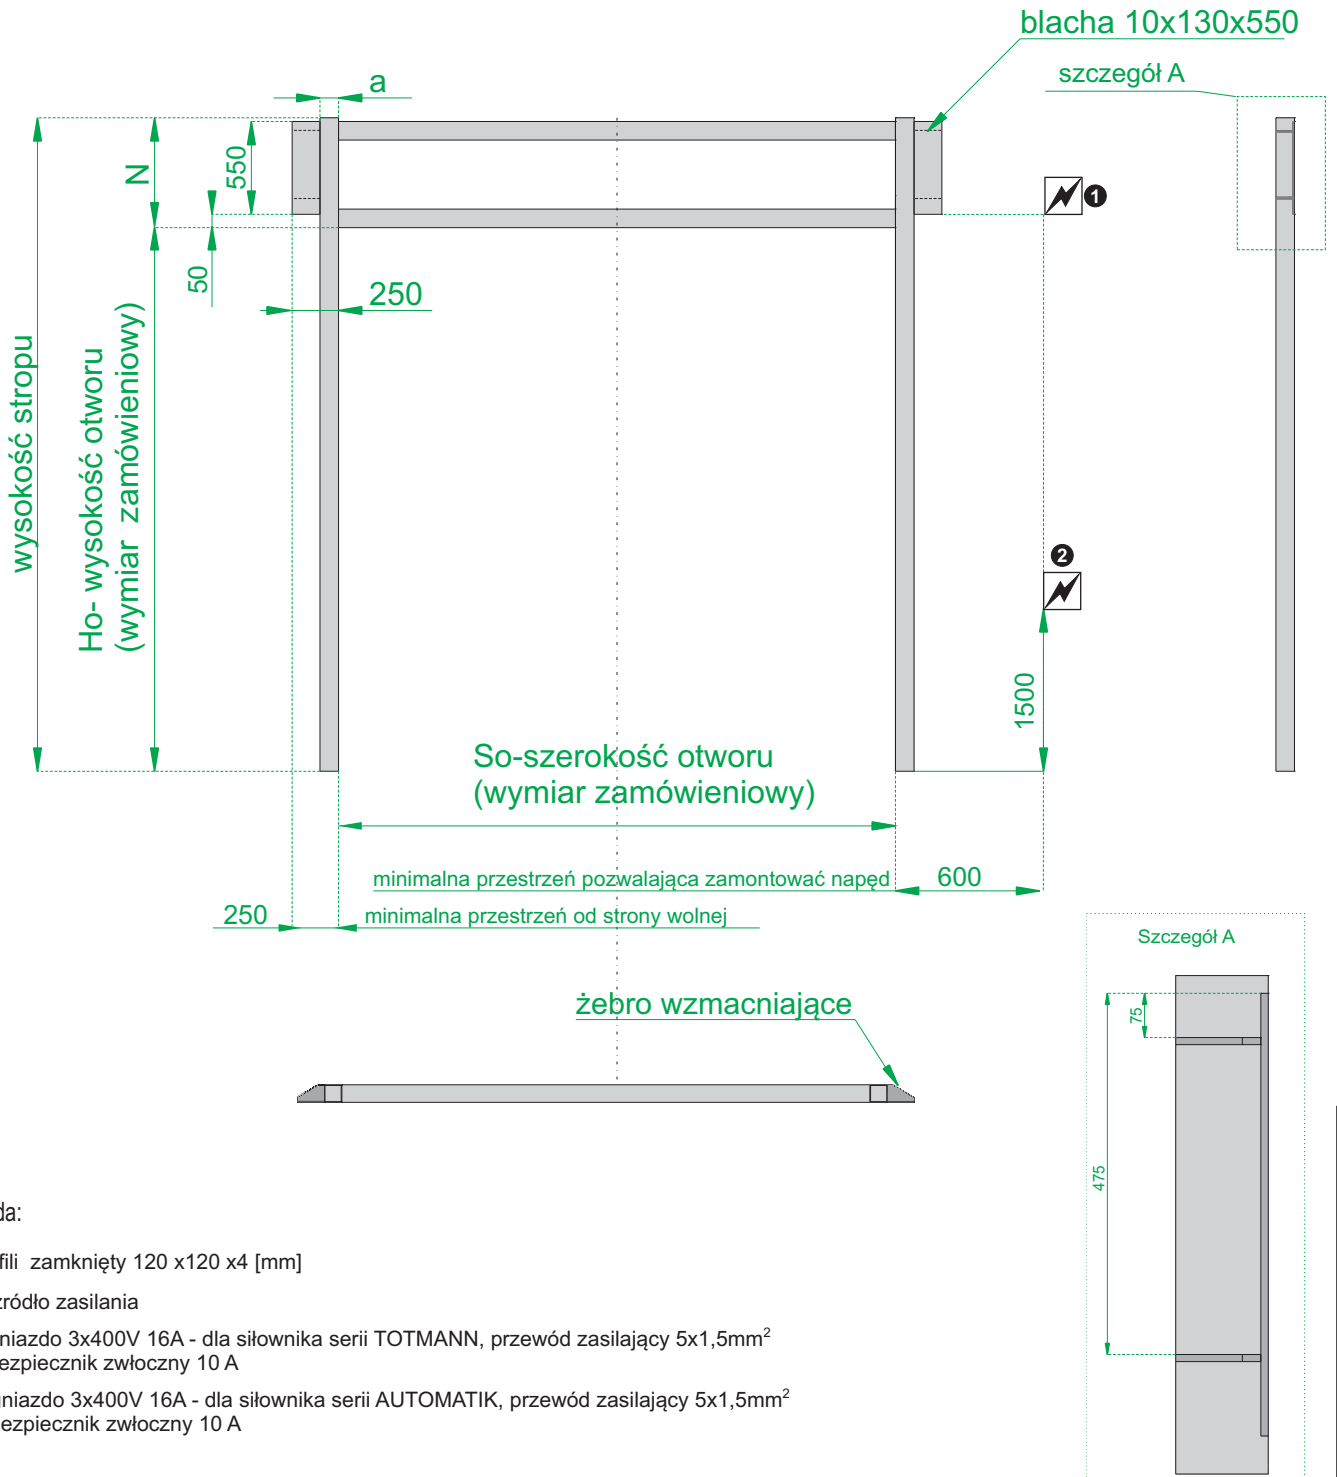 blacha 10x130x550
szczegół A
a
N
550
50
250
wysokość stropu
Ho- wysokość otworu
(wymiar zamówieniowy)
1
2
1500
So-szerokość otworu
(wymiar zamówieniowy)
minimalna przestrzeń pozwalająca zamontować napęd
600
250
minimalna przestrzeń od strony wolnej
żebro wzmacniające
Szczegół A
75
475
da:
fili zamknięty 120 x120 x4 [mm]
źródło zasilania
niazdo 3x400V 16A - dla siłownika serii TOTMANN, przewód zasilający 5x1,5mm²
ezpiecznik zwłoczny 10 A
gniazdo 3x400V 16A - dla siłownika serii AUTOMATIK, przewód zasilający 5x1,5mm²
ezpiecznik zwłoczny 10 A